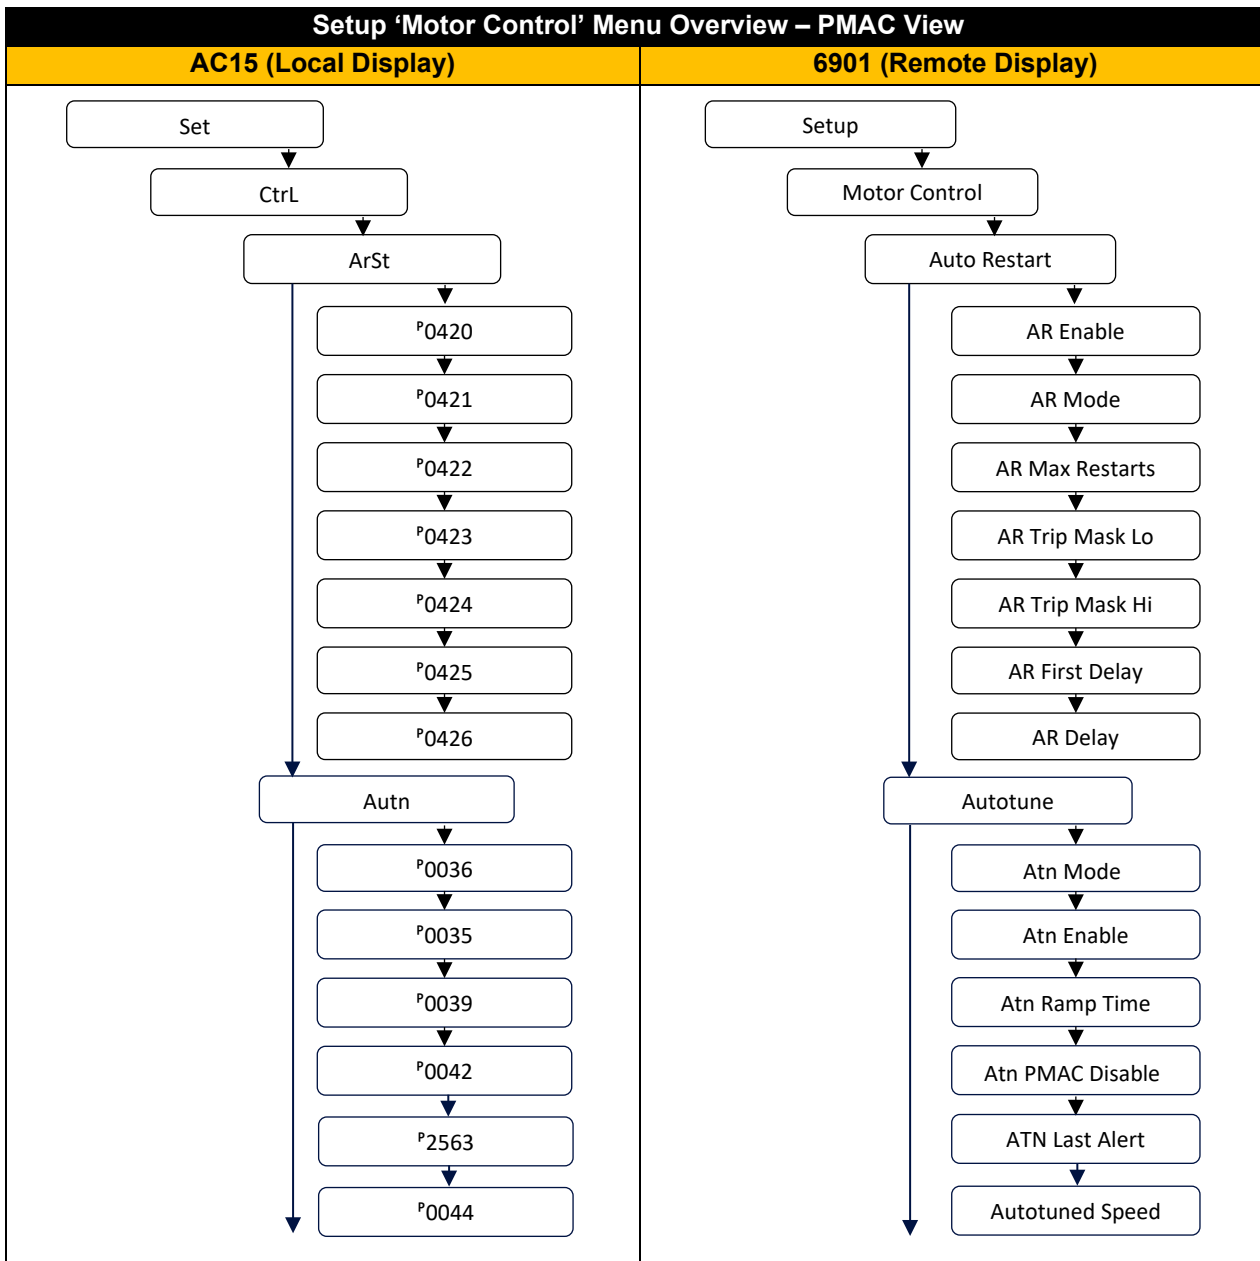 Setup ‘Motor Control’ Menu Overview – PMAC View
AC15 (Local Display)
Set
CtrL
ArSt
ᴾ0420
ᴾ0421
ᴾ0422
ᴾ0423
ᴾ0424
ᴾ0425
ᴾ0426
Autn
ᴾ0036
ᴾ0035
ᴾ0039
ᴾ0042
ᴾ2563
ᴾ0044
6901 (Remote Display)
Setup
Motor Control
Auto Restart
AR Enable
AR Mode
AR Max Restarts
AR Trip Mask Lo
AR Trip Mask Hi
AR First Delay
AR Delay
Autotune
Atn Mode
Atn Enable
Atn Ramp Time
Atn PMAC Disable
ATN Last Alert
Autotuned Speed